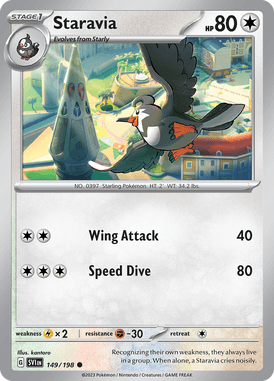 STAGE 1 Staravia HP 80
Evolves from Starly
NO. 0397 Starling Pokémon HT: 2' WT: 34.2 lbs.
Wing Attack 40
Speed Dive 80
weakness ×2 resistance -30 retreat
Illus. kantaro
G SVI EN 149/198
Recognizing their own weakness, they always
live in a group. When alone, a Staravia cries noisily.
©2023 Pokémon / Nintendo / Creatures / GAME FREAK